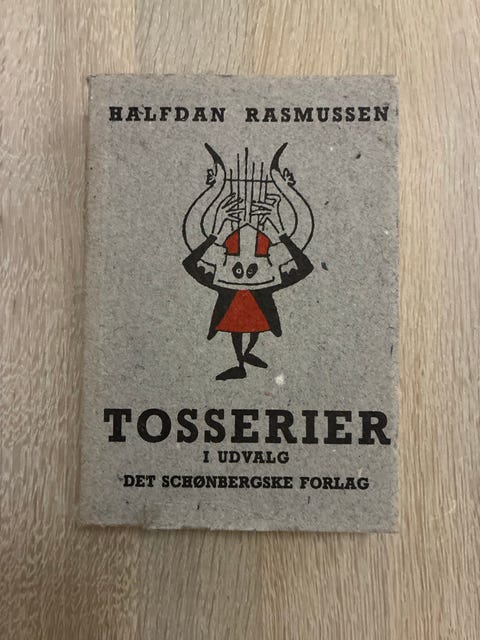 HALFDAN RASMUSSEN
TOSSERIER
I UDVALG
DET SCHØNBERGSKE FORLAG